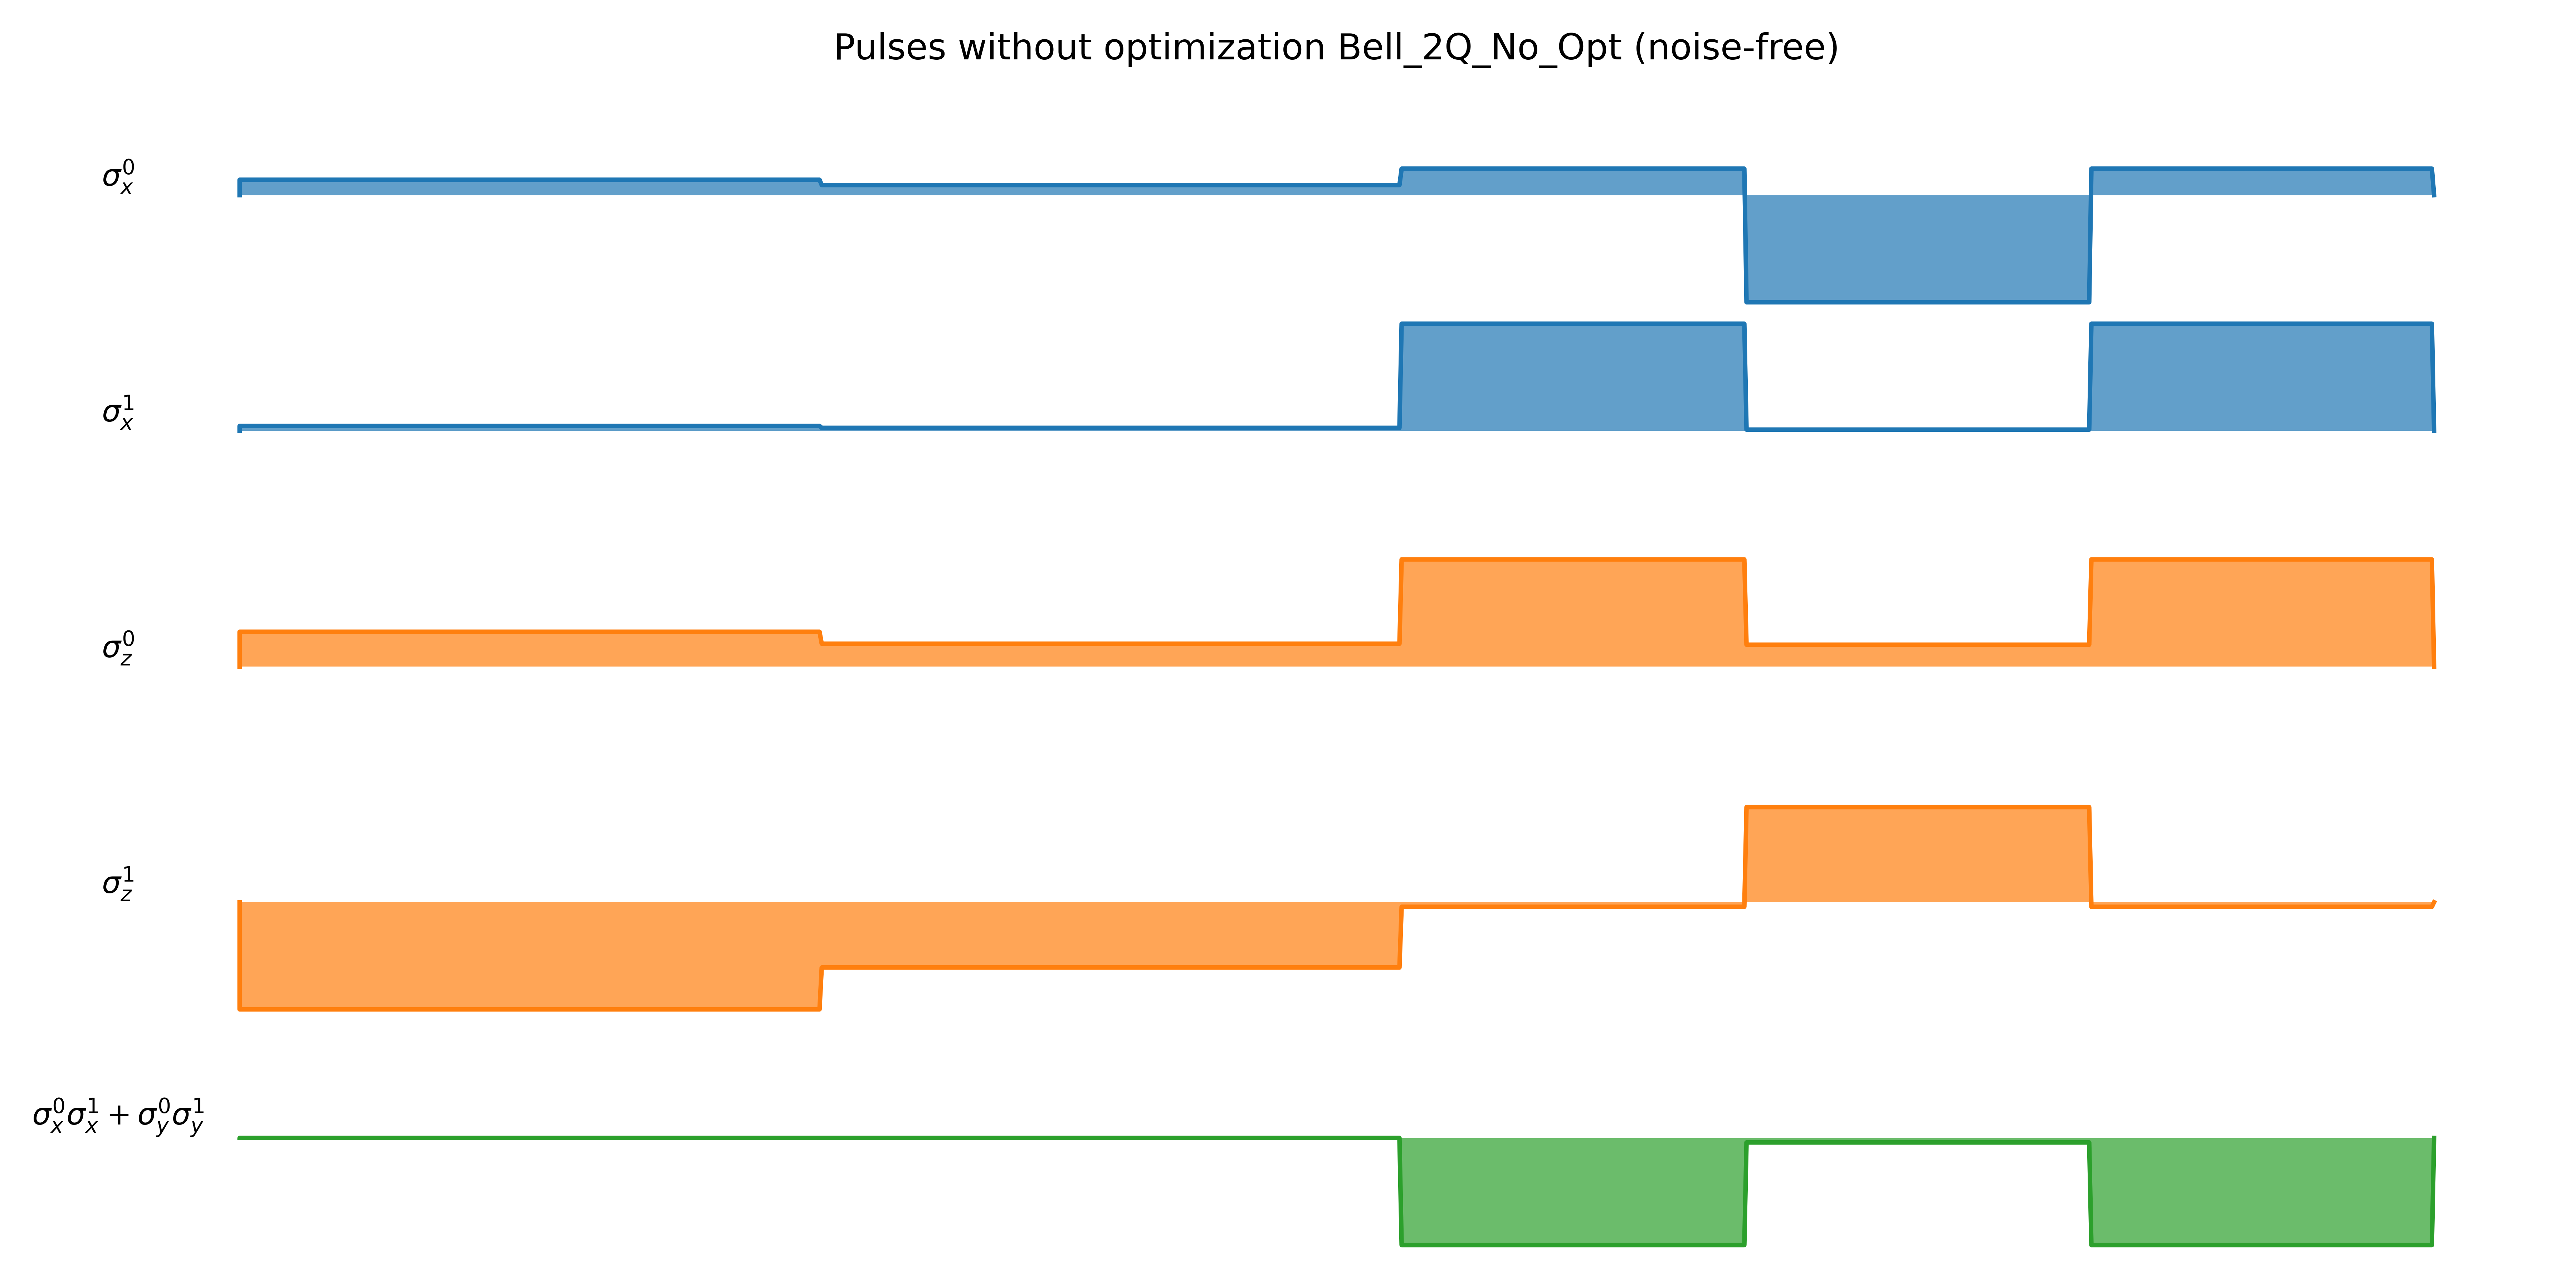 Pulses without optimization Bell_2Q_No_Opt (noise-free)
σ_x^0
σ_x^1
σ_z^0
σ_z^1
σ_x^0σ_x^1 + σ_y^0σ_y^1